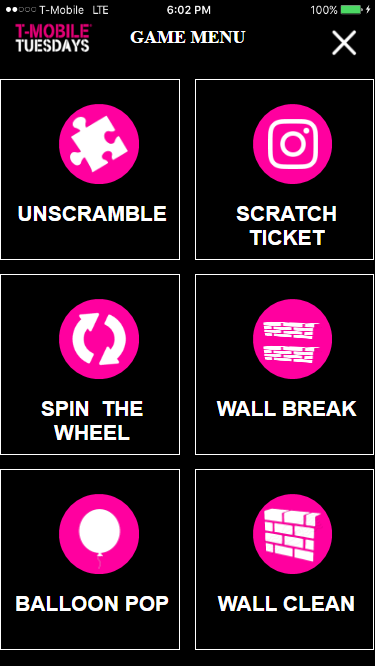 T-Mobile LTE 6:02 PM 100%
T-MOBILE
TUESDAYS
GAME MENU
UNSCRAMBLE
SCRATCH
TICKET
SPIN THE
WHEEL
WALL BREAK
BALLOON POP
WALL CLEAN